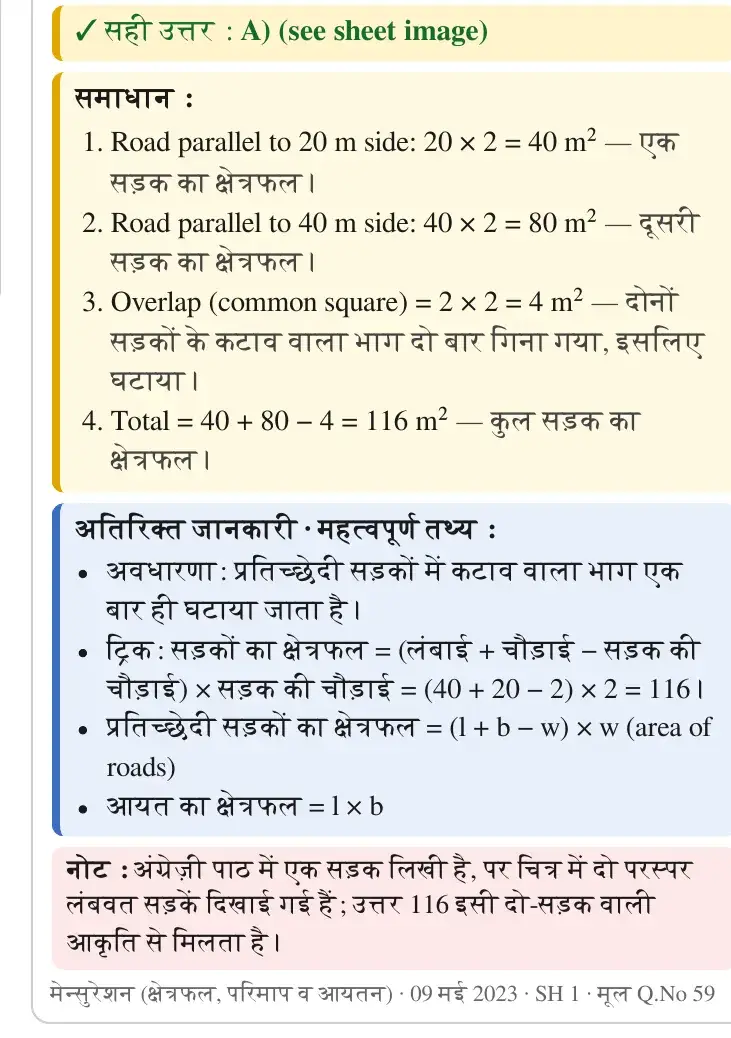 ✓ सही उत्तर : A) (see sheet image)
समाधान :
1. Road parallel to 20 m side: 20 × 2 = 40 m² — एक
सड़क का क्षेत्रफल।
2. Road parallel to 40 m side: 40 × 2 = 80 m² — दूसरी
सड़क का क्षेत्रफल।
3. Overlap (common square) = 2 × 2 = 4 m² — दोनों
सड़कों के कटाव वाला भाग दो बार गिना गया, इसलिए
घटाया।
4. Total = 40 + 80 − 4 = 116 m² — कुल सड़क का
क्षेत्रफल।
अतिरिक्त जानकारी · महत्वपूर्ण तथ्य :
• अवधारणा : प्रतिच्छेदी सड़कों में कटाव वाला भाग एक
बार ही घटाया जाता है।
• ट्रिक : सड़कों का क्षेत्रफल = (लंबाई + चौड़ाई − सड़क की
चौड़ाई) × सड़क की चौड़ाई = (40 + 20 − 2) × 2 = 116।
• प्रतिच्छेदी सड़कों का क्षेत्रफल = (l + b − w) × w (area of
roads)
• आयत का क्षेत्रफल = l × b
नोट : अंग्रेज़ी पाठ में एक सड़क लिखी है, पर चित्र में दो परस्पर
लंबवत सड़कें दिखाई गई हैं ; उत्तर 116 इसी दो-सड़क वाली
आकृति से मिलता है।
मेन्सुरेशन (क्षेत्रफल, परिमाप व आयतन) · 09 मई 2023 · SH 1 · मूल Q.No 59